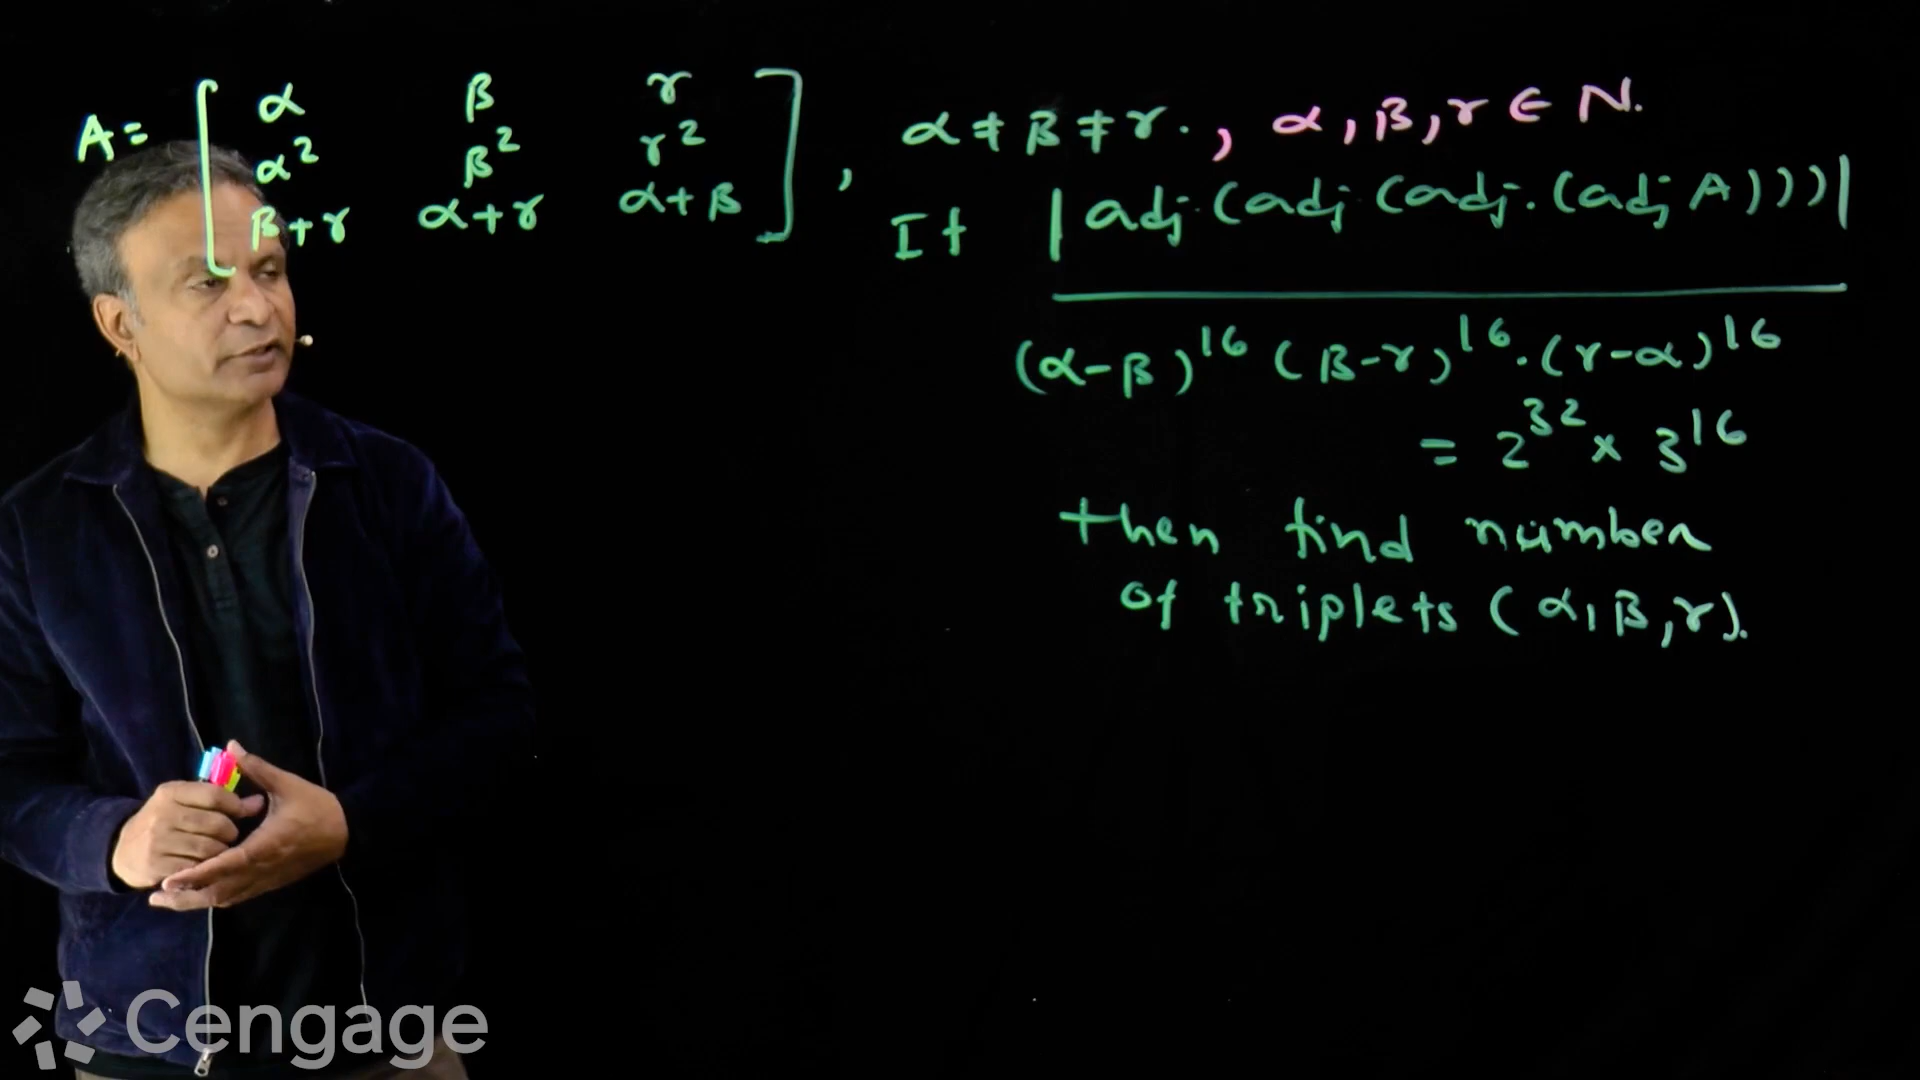 A = [ α β γ
α² β² γ²
β+γ α+γ α+β ] , α ≠ β ≠ γ. , α, β, γ ∈ N.
If |adj.(adj.(adj.(adj A)))|
(α-β)¹⁶ (β-γ)¹⁶. (γ-α)¹⁶
= 2³² × 3¹⁶
then find number
of triplets (α, β, γ).
Cengage